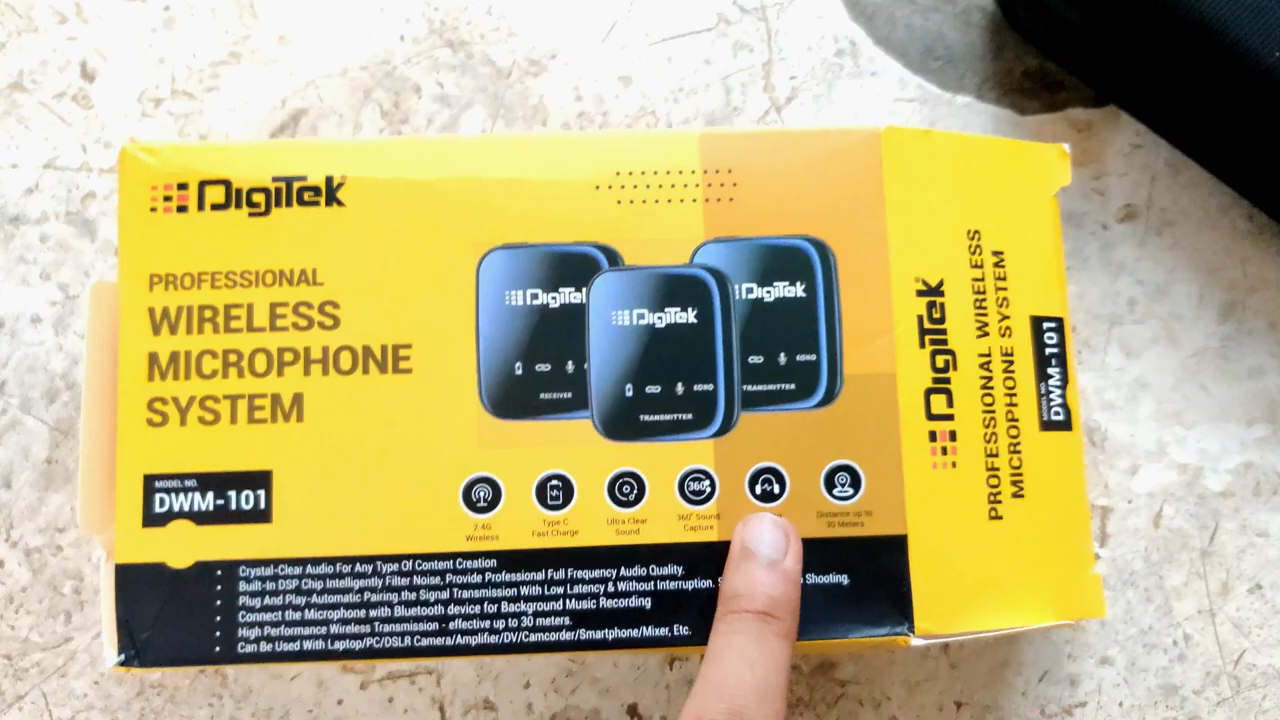 DigiTek
PROFESSIONAL
WIRELESS
MICROPHONE
SYSTEM
MODEL NO.
DWM-101
DigiTek
RECEIVER
DigiTek
ECHO
TRANSMITTER
DigiTek
ECHO
TRANSMITTER
2.4G
Wireless
Type C
Fast Charge
Ultra Clear
Sound
360
360° Sound
Capture
Distance up to
30 Meters
• Crystal-Clear Audio For Any Type Of Content Creation
• Built-In DSP Chip Intelligently Filter Noise, Provide Professional Full Frequency Audio Quality.
• Plug And Play-Automatic Pairing.the Signal Transmission With Low Latency & Without Interruption. Shooting.
• Connect the Microphone with Bluetooth device for Background Music Recording
• High Performance Wireless Transmission - effective up to 30 meters.
• Can Be Used With Laptop/PC/DSLR Camera/Amplifier/DV/Camcorder/Smartphone/Mixer, Etc.
DigiTek
PROFESSIONAL WIRELESS
MICROPHONE SYSTEM
MODEL NO.
DWM-101